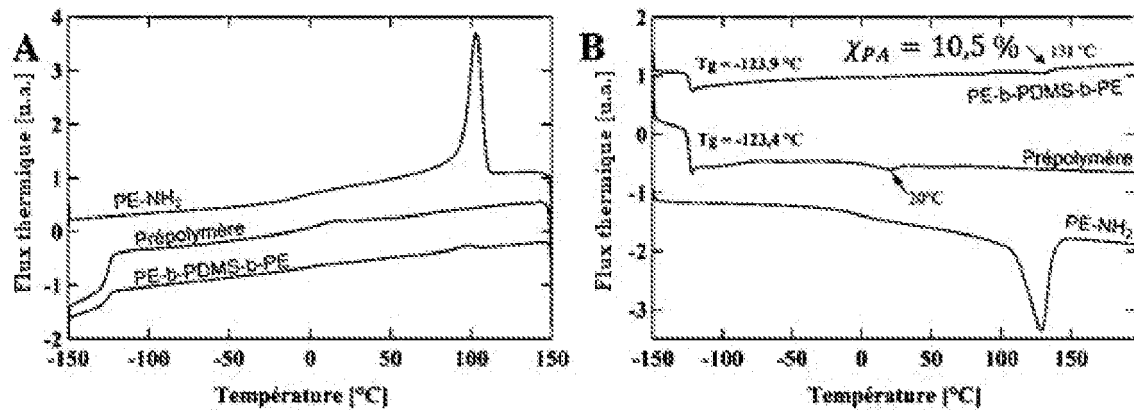 A
4
3
2
1
0
-1
-2
Flux thermique [u.a.]
PE-NH2
Prépolymère
PE-b-PDMS-b-PE
-150 -100 -50 0 50 100 150
Température [°C]
B
2
1
0
-1
-2
-3
Flux thermique [u.a.]
Tg = -123,9 °C
χPA = 10,5 %
131 °C
PE-b-PDMS-b-PE
Tg = -123,4 °C
Prépolymère
20°C
PE-NH2
-150 -100 -50 0 50 100 150
Température [°C]